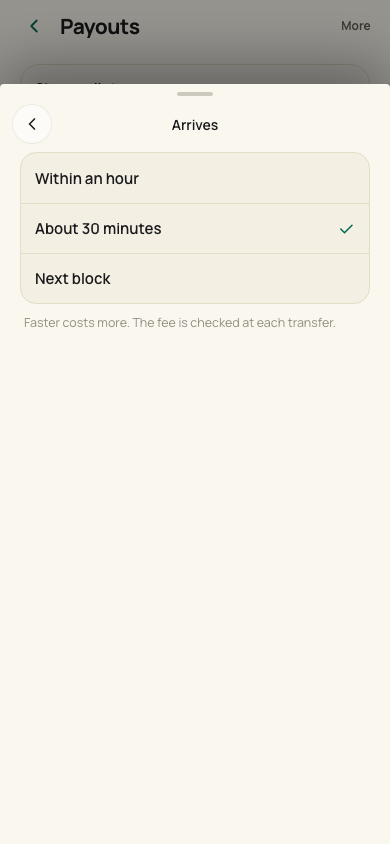 Payouts
More
Arrives
Within an hour
About 30 minutes
Next block
Faster costs more. The fee is checked at each transfer.